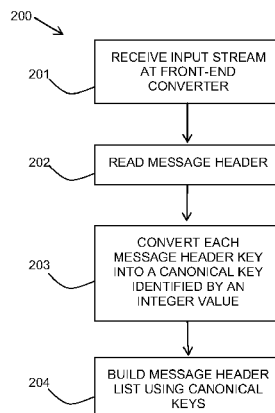 200
201
RECEIVE INPUT STREAM
AT FRONT-END
CONVERTER
202
READ MESSAGE HEADER
203
CONVERT EACH
MESSAGE HEADER KEY
INTO A CANONICAL KEY
IDENTIFIED BY AN
INTEGER VALUE
204
BUILD MESSAGE HEADER
LIST USING CANONICAL
KEYS